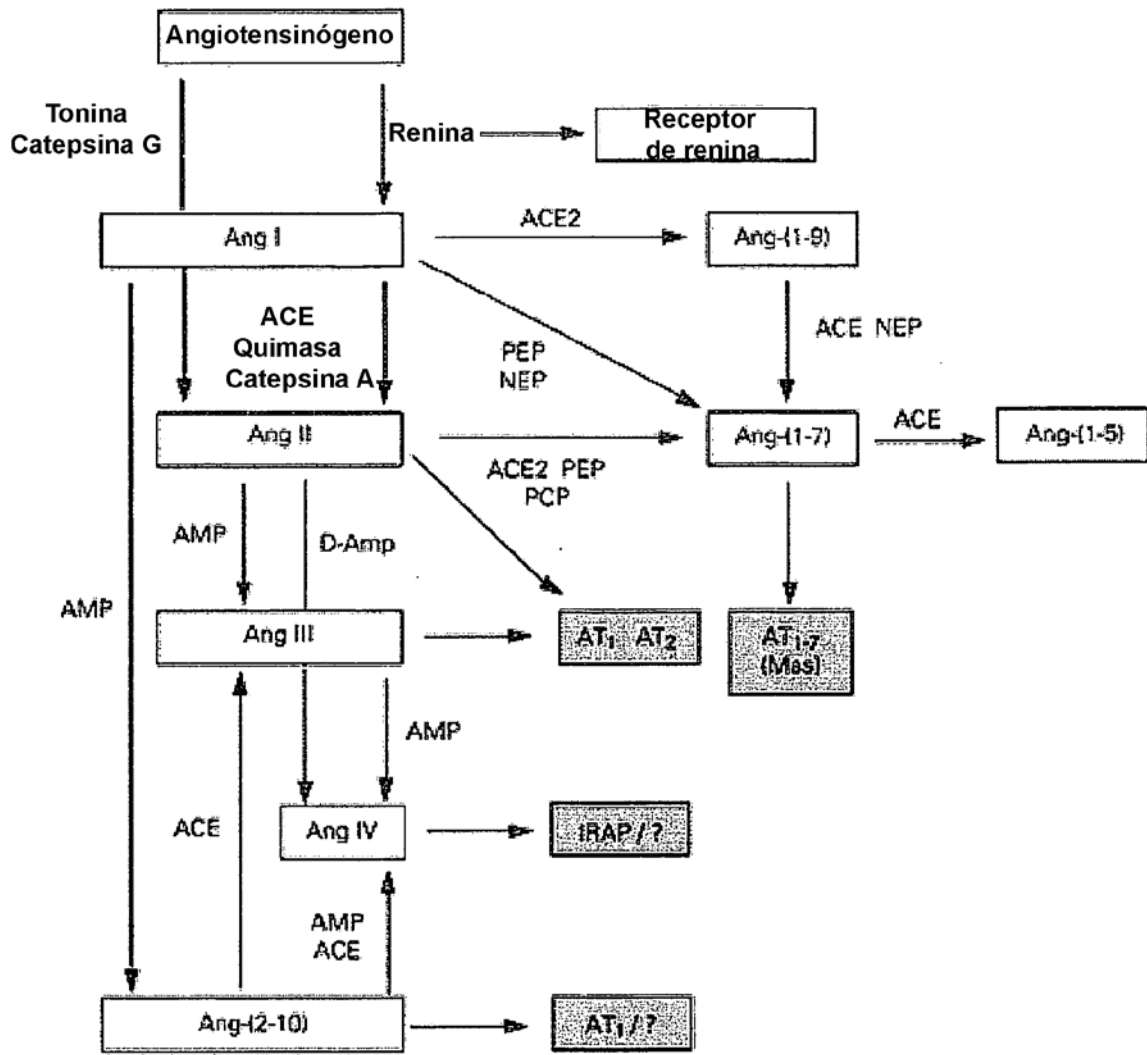 Angiotensinógeno
Tonina
Catepsina G
Renina
Receptor
de renina
Ang I
ACE2
Ang-(1-9)
ACE
Quimasa
Catepsina A
PEP
NEP
ACE NEP
Ang II
ACE2 PEP
PCP
Ang-(1-7)
ACE
Ang-(1-5)
AMP
D-Amp
AMP
Ang III
AT1 AT2
AT1-7
(Mas)
AMP
ACE
Ang IV
IRAP / ?
AMP
ACE
Ang-(2-10)
AT1 / ?